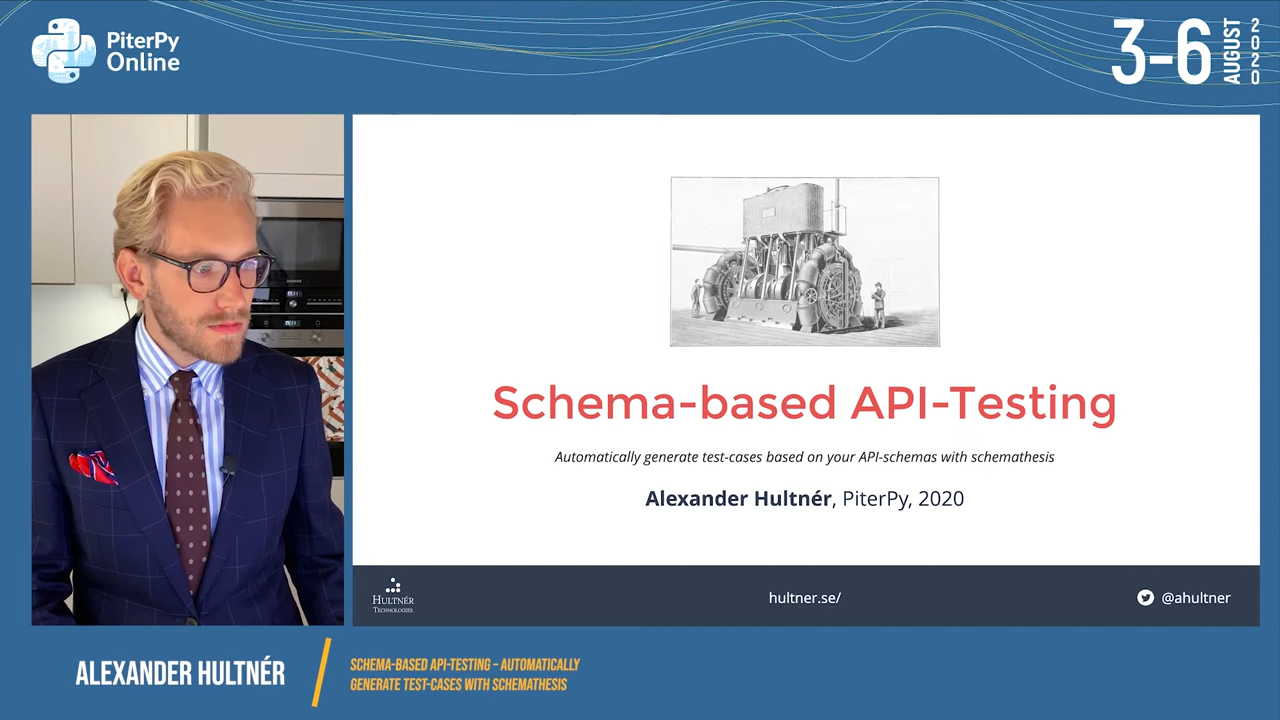 PiterPy
Online
3-6
AUGUST
2020
Schema-based API-Testing
Automatically generate test-cases based on your API-schemas with schemathesis
Alexander Hultnér, PiterPy, 2020
HULTNÉR
TECHNOLOGIES
hultner.se/
@ahultner
ALEXANDER HULTNÉR
SCHEMA-BASED API-TESTING – AUTOMATICALLY
GENERATE TEST-CASES WITH SCHEMATHESIS